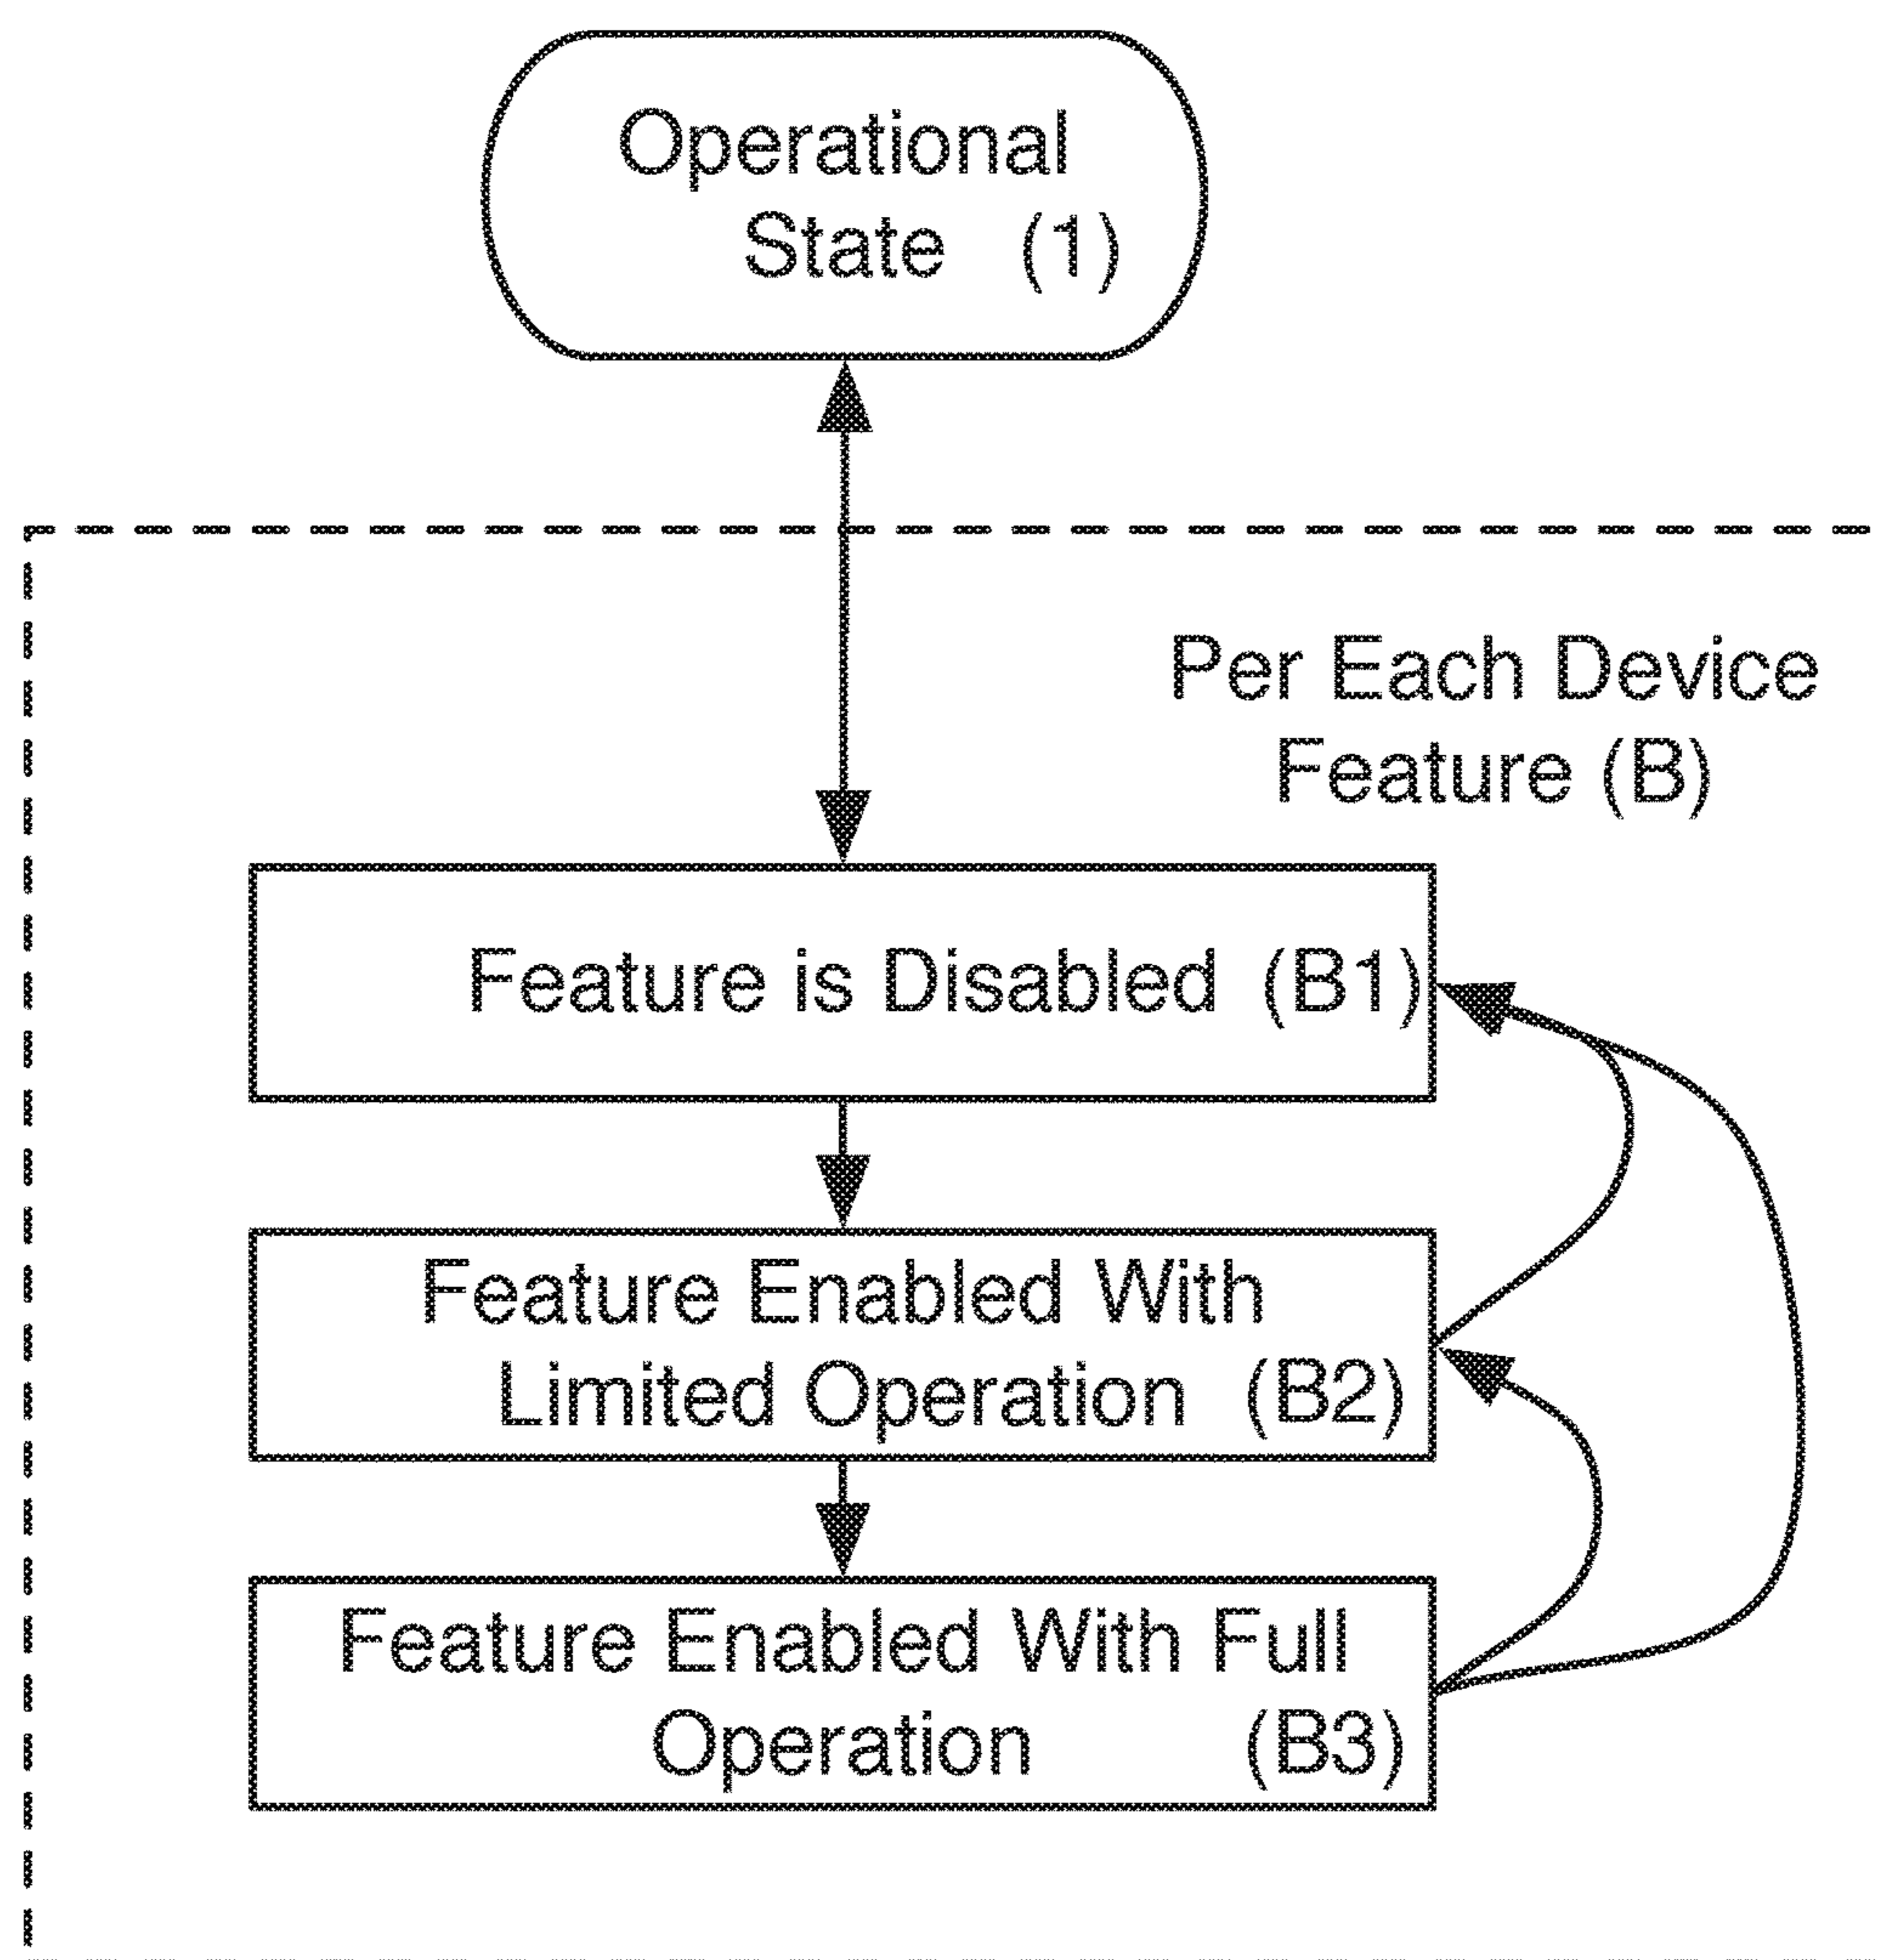 Operational
State (1)
Per Each Device
Feature (B)
Feature is Disabled (B1)
Feature Enabled With
Limited Operation (B2)
Feature Enabled With Full
Operation (B3)